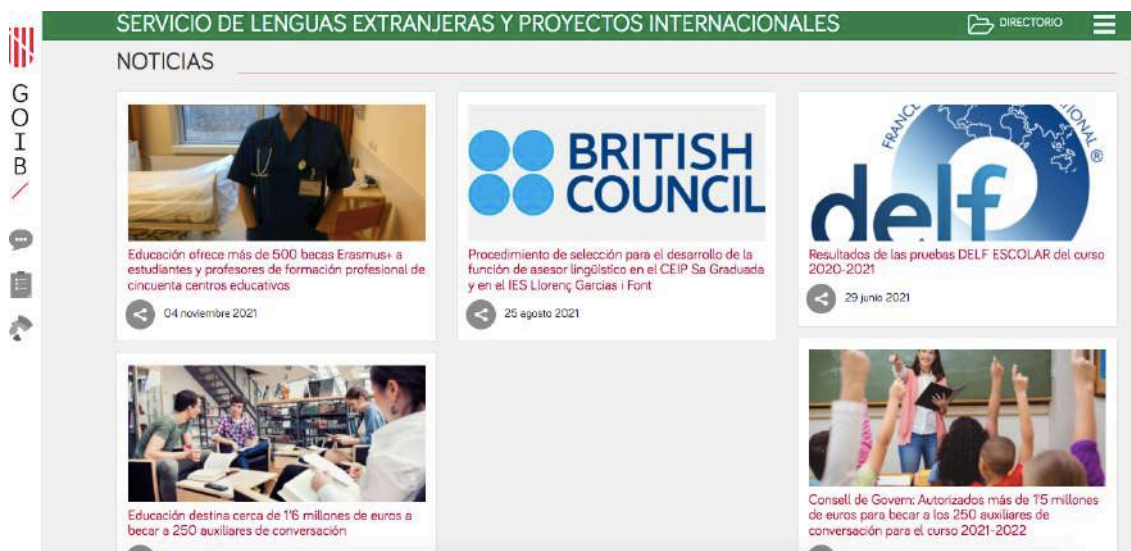 SERVICIO DE LENGUAS EXTRANJERAS Y PROYECTOS INTERNACIONALES
DIRECTORIO
GOIB
NOTICIAS
Educación ofrece más de 500 becas Erasmus+ a
estudiantes y profesores de formación profesional de
cincuenta centros educativos
04 noviembre 2021
BRITISH
COUNCIL
Procedimiento de selección para el desarrollo de la
función de asesor lingüístico en el CEIP Sa Graduada
y en el IES Llorenç Garcías i Font
25 agosto 2021
delf
Resultados de las pruebas DELF ESCOLAR del curso
2020-2021
29 junio 2021
Educación destina cerca de 1'6 millones de euros a
becar a 250 auxiliares de conversación
Consell de Govern: Autorizados más de 1'5 millones
de euros para becar a los 250 auxiliares de
conversación para el curso 2021-2022